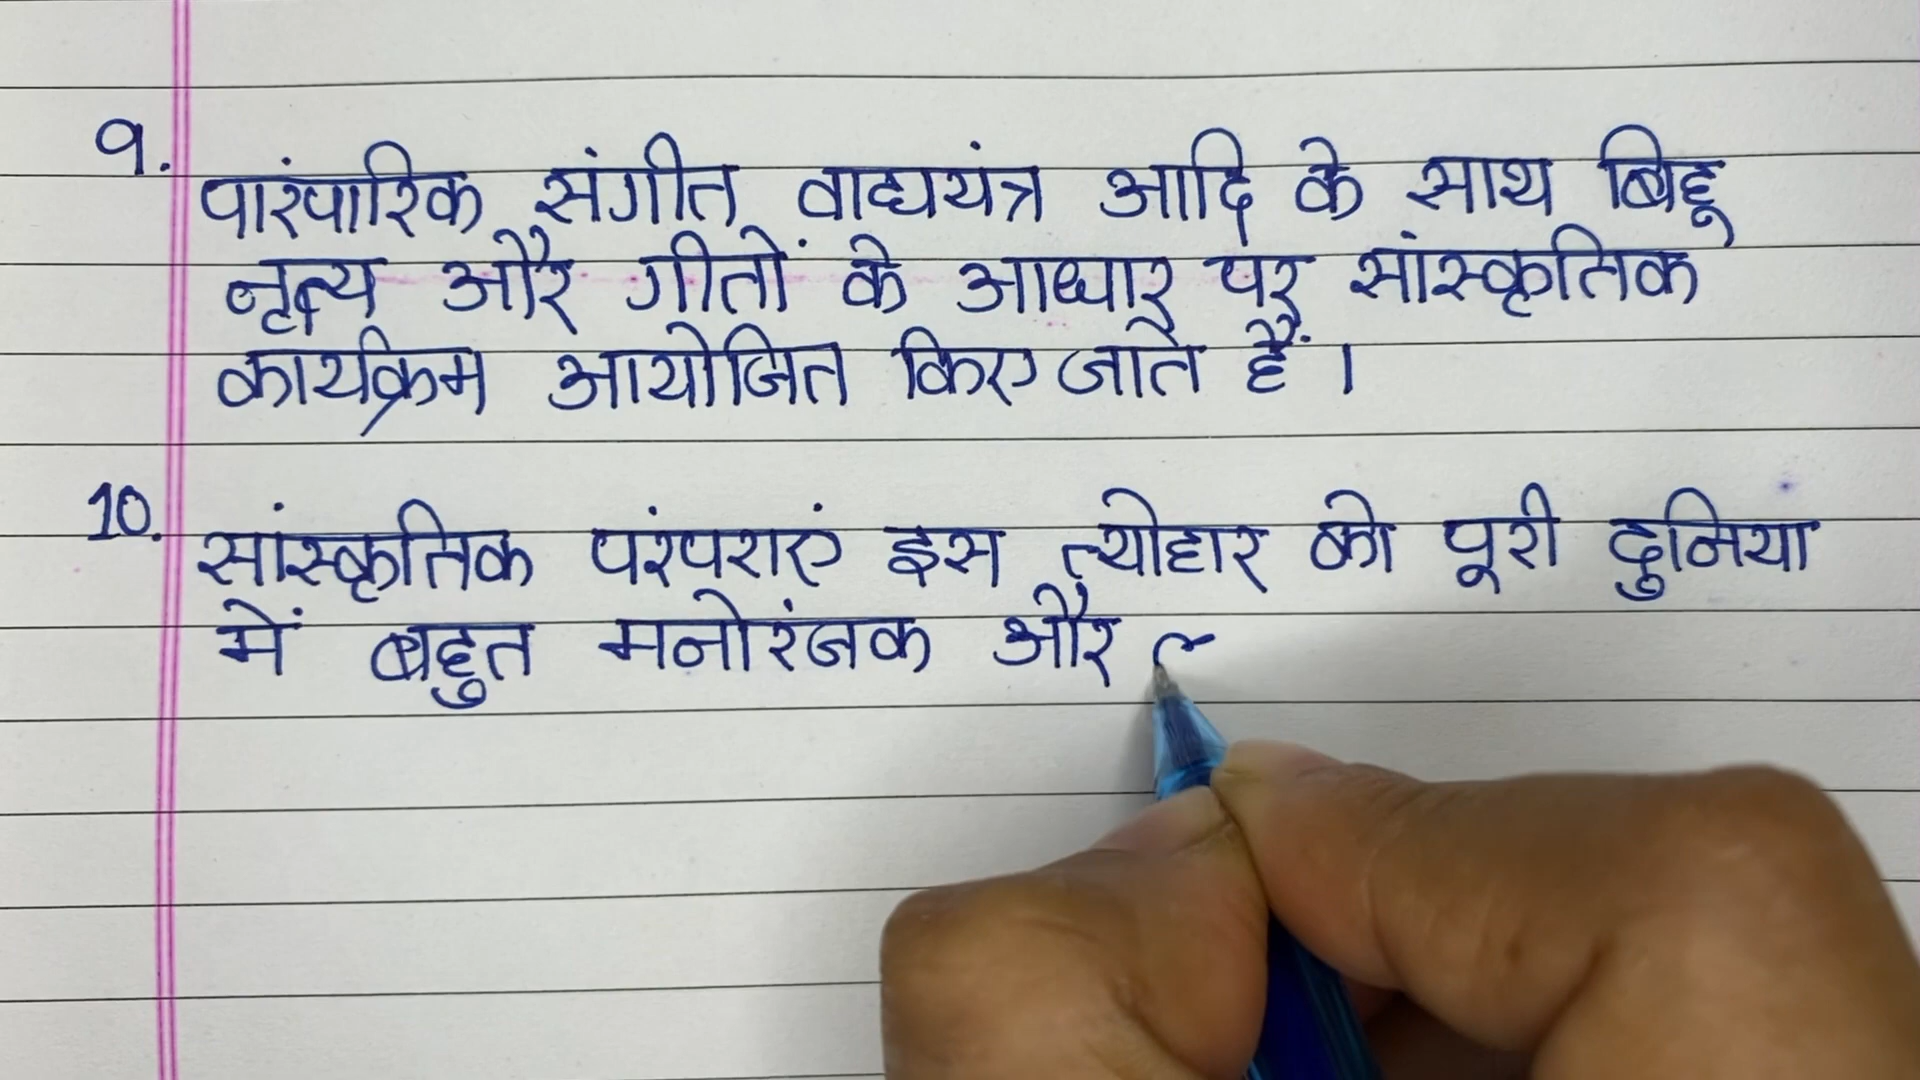 9. पारंपारिक संगीत, वाद्ययंत्र आदि के साथ बिहू
नृत्य और गीतों के आधार पर सांस्कृतिक
कार्यक्रम आयोजित किए जाते हैं ।
10. सांस्कृतिक परंपराएं इस त्योहार को पूरी दुनिया
में बहुत मनोरंजक और